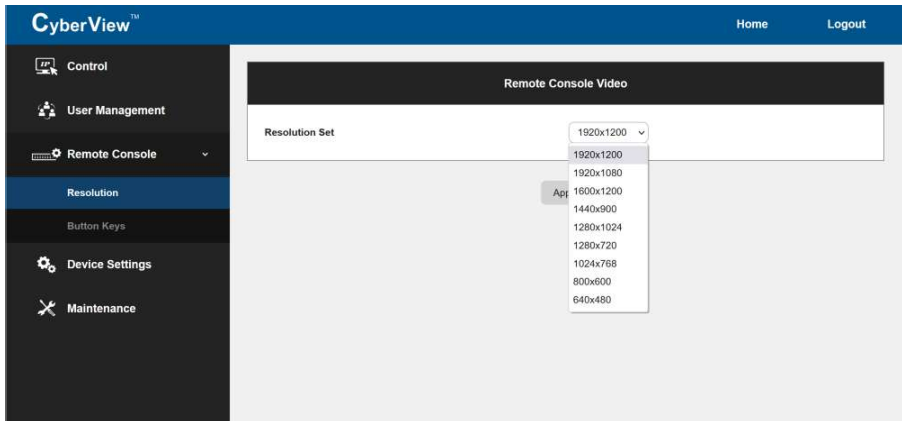 CyberView™
Home
Logout
IP
Control
User Management
Remote Console
Resolution
Button Keys
Device Settings
Maintenance
Remote Console Video
Resolution Set
1920x1200
1920x1200
1920x1080
1600x1200
1440x900
1280x1024
1280x720
1024x768
800x600
640x480